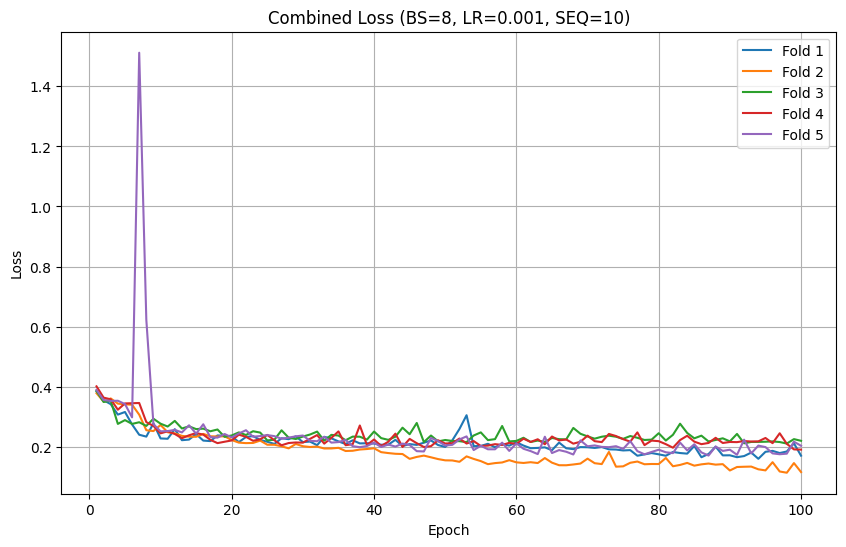 Combined Loss (BS=8, LR=0.001, SEQ=10)
Fold 1
Fold 2
Fold 3
Fold 4
Fold 5
Loss
1.4
1.2
1.0
0.8
0.6
0.4
0.2
0 20 40 60 80 100
Epoch